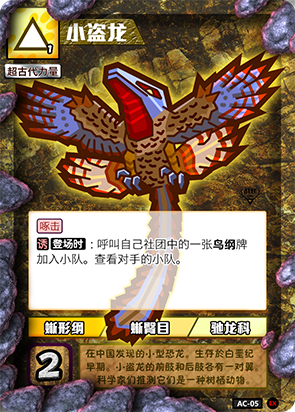 1
小盗龙
超古代力量
啄击
诱 登场时：呼叫自己社团中的一张鸟纲牌
加入小队。查看对手的小队。
蜥形纲 蜥臀目 驰龙科
2
在中国发现的小型恐龙，生存於白垩纪
早期。小盗龙的前肢和后肢各有一对翼。
科学家们推测它们是一种树栖动物。
AC-05